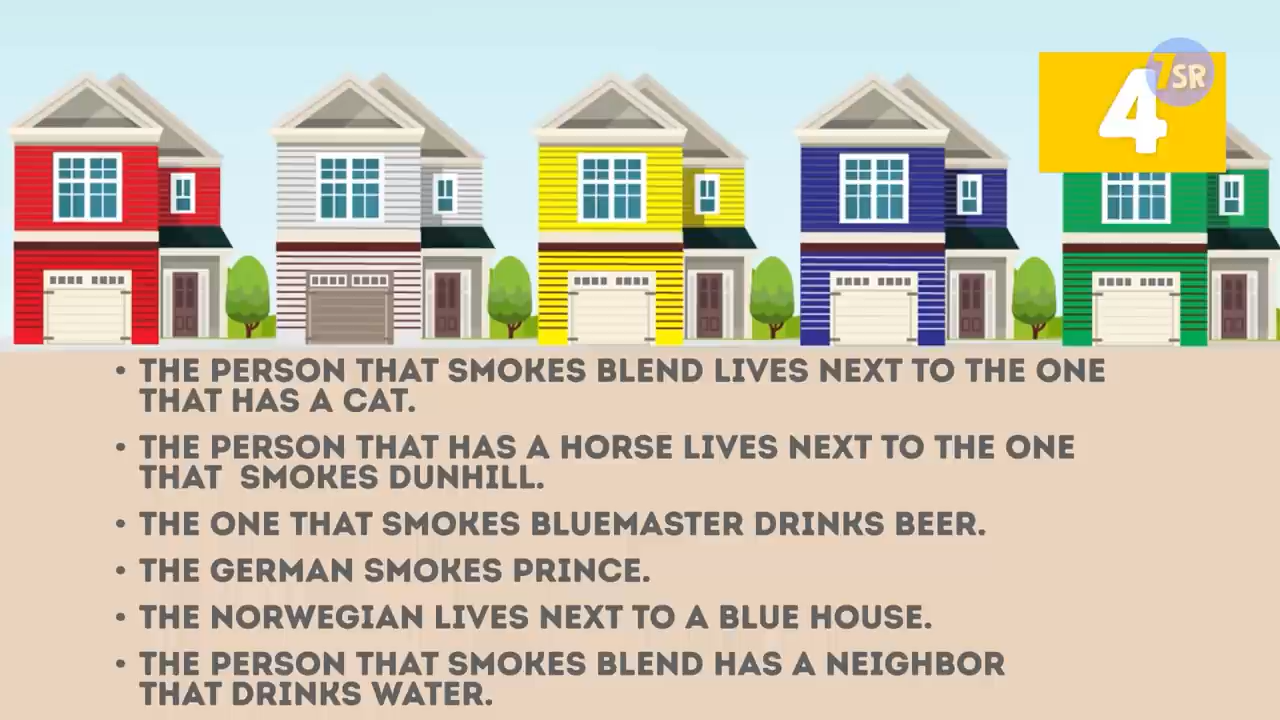 4
7SR
• THE PERSON THAT SMOKES BLEND LIVES NEXT TO THE ONE
THAT HAS A CAT.
• THE PERSON THAT HAS A HORSE LIVES NEXT TO THE ONE
THAT SMOKES DUNHILL.
• THE ONE THAT SMOKES BLUEMASTER DRINKS BEER.
• THE GERMAN SMOKES PRINCE.
• THE NORWEGIAN LIVES NEXT TO A BLUE HOUSE.
• THE PERSON THAT SMOKES BLEND HAS A NEIGHBOR
THAT DRINKS WATER.